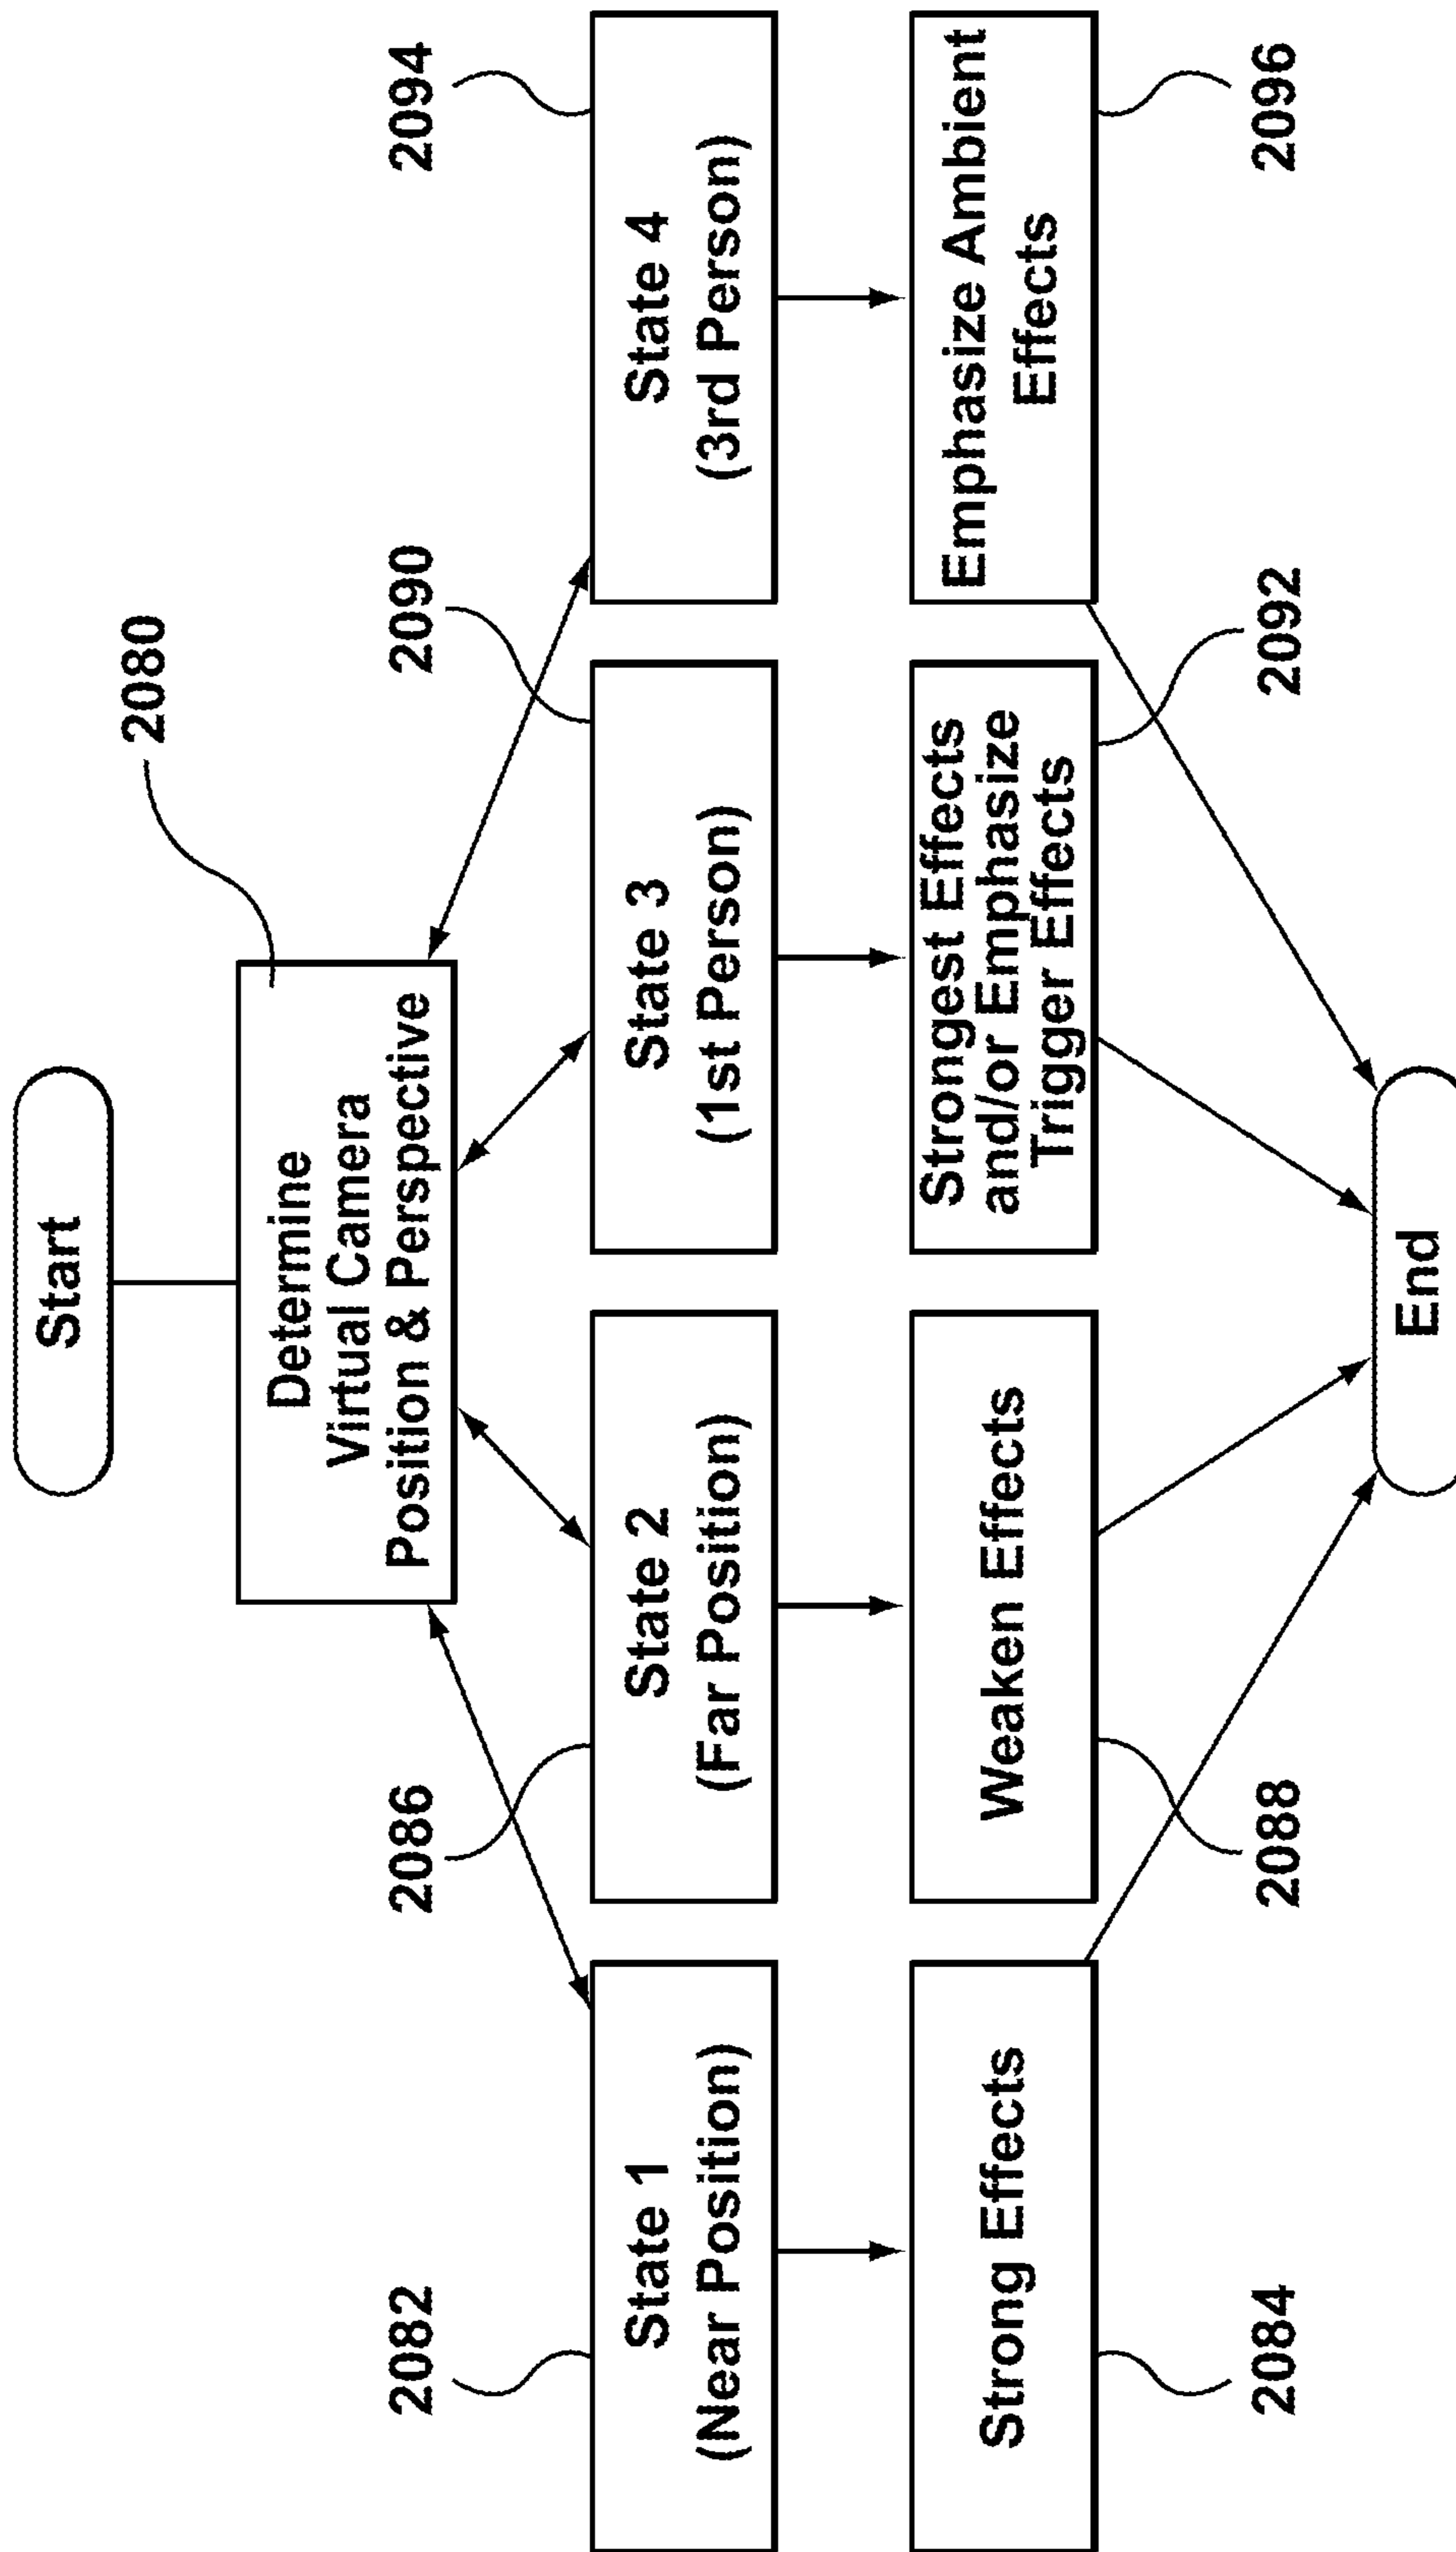 Start
2080
Determine
Virtual Camera
Position & Perspective
2082
2086
2090
2094
State 1
(Near Position)
State 2
(Far Position)
State 3
(1st Person)
State 4
(3rd Person)
Strong Effects
Weaken Effects
Strongest Effects
and/or Emphasize
Trigger Effects
Emphasize Ambient
Effects
2084
2088
2092
2096
End